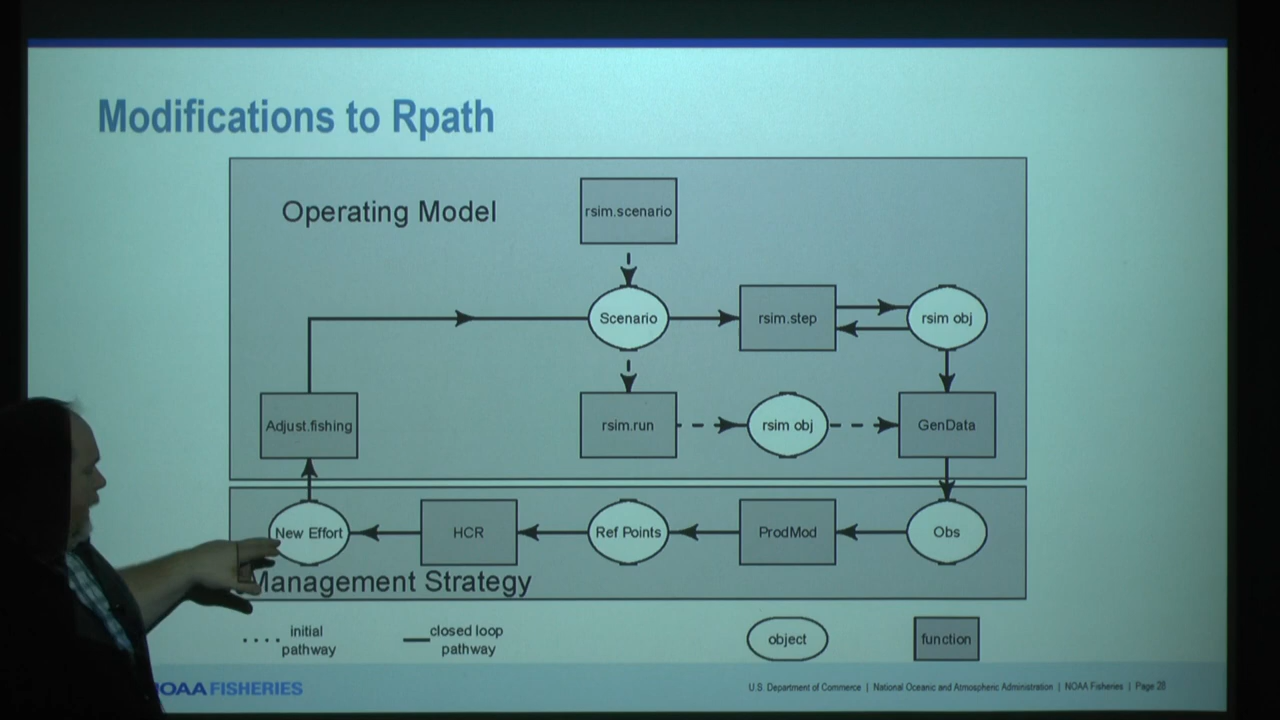 Modifications to Rpath
Operating Model
rsim.scenario
Scenario
rsim.step
rsim obj
Adjust.fishing
rsim.run
rsim obj
GenData
New Effort
HCR
Ref Points
ProdMod
Obs
Management Strategy
initial
pathway
closed loop
pathway
object
function
NOAA FISHERIES
U.S. Department of Commerce | National Oceanic and Atmospheric Administration | NOAA Fisheries | Page 28